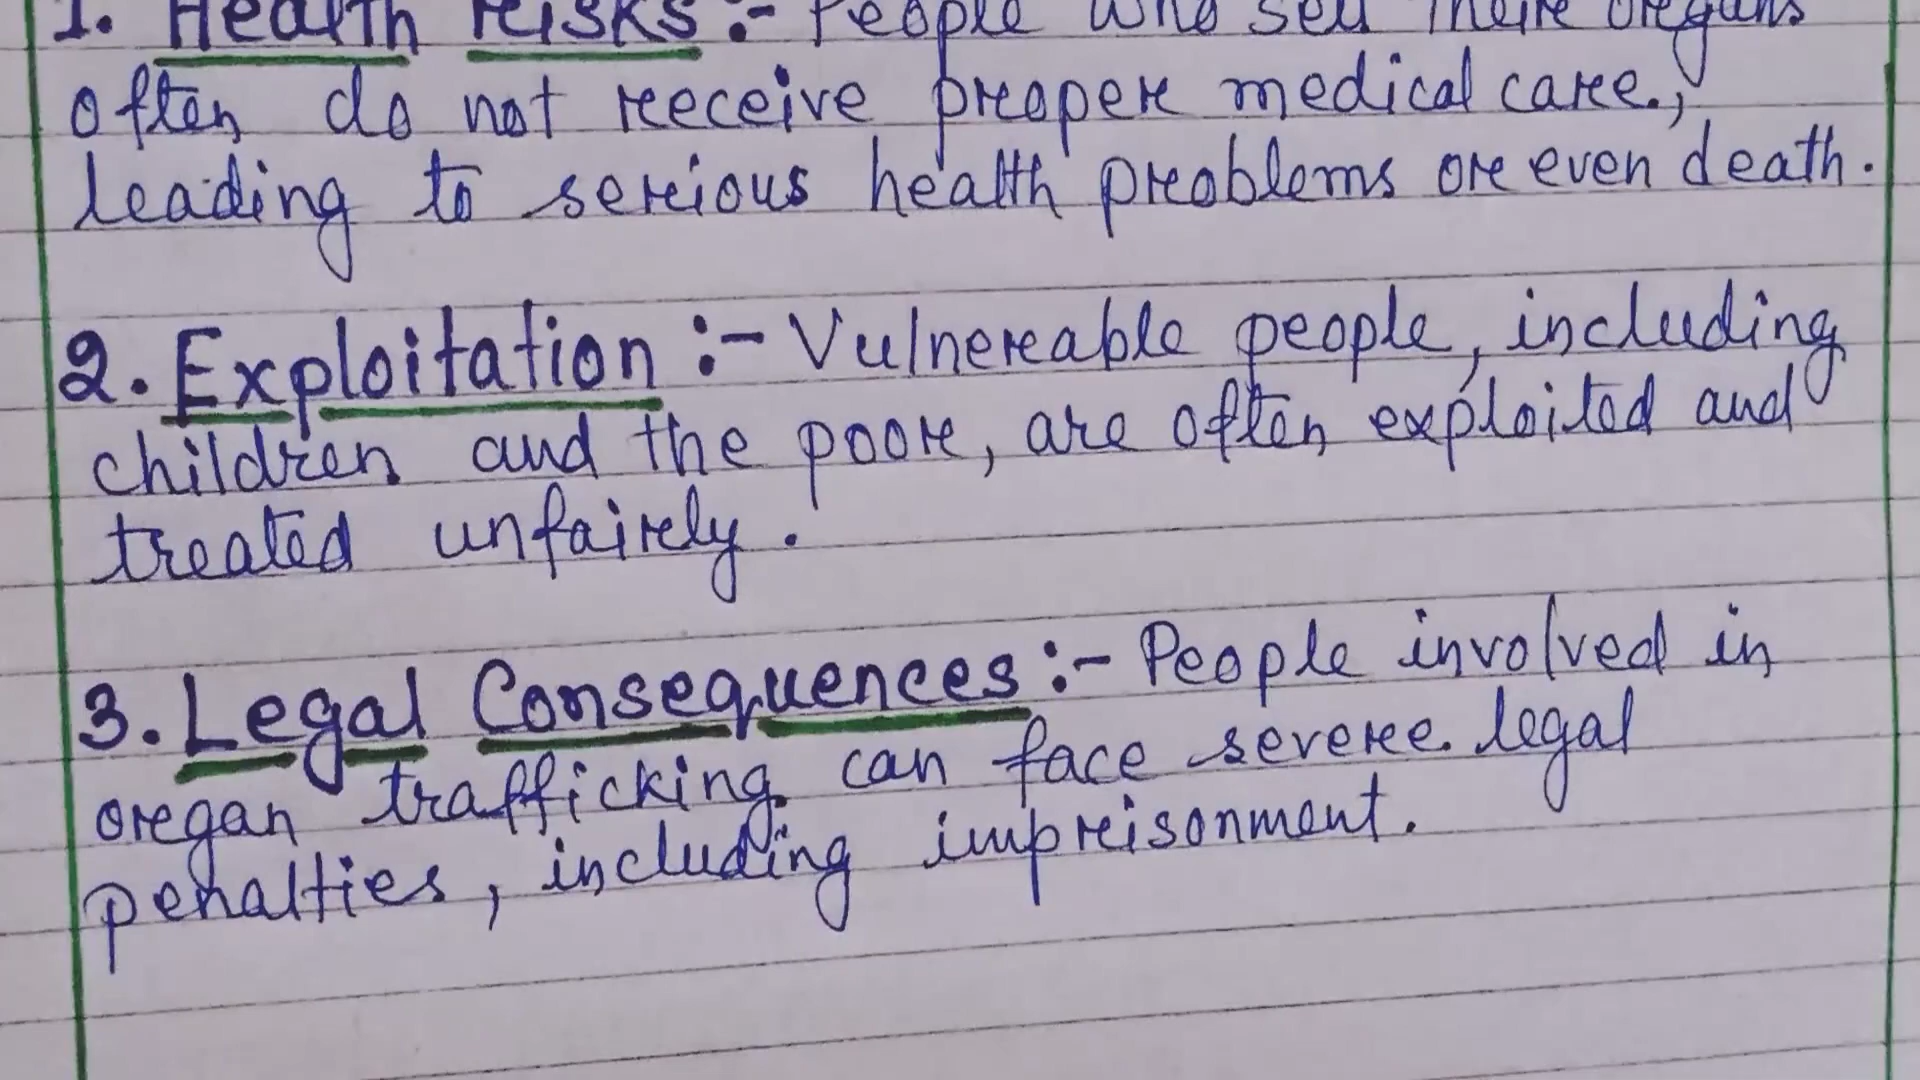 1. Health risks :- People who sell their organs
often do not receive proper medical care.,
leading to serious health problems or even death.
2. Exploitation :- Vulnerable people, including
children and the poor, are often exploited and
treated unfairly.
3. Legal Consequences :- People involved in
organ trafficking can face severe legal
penalties, including imprisonment.